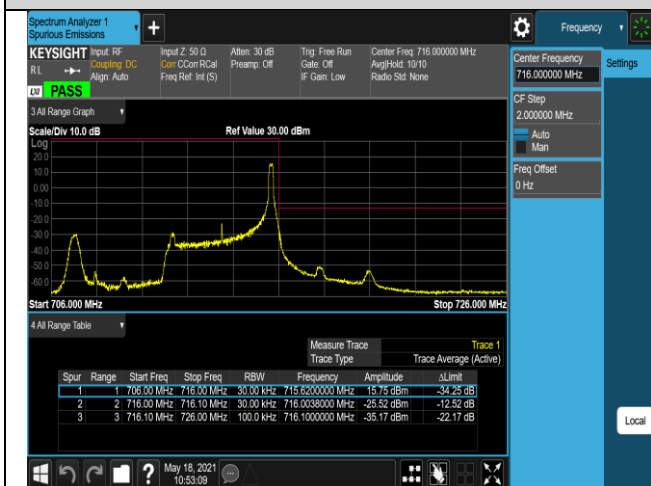 Spectrum Analyzer 1
Spurious Emissions
Frequency
KEYSIGHT Input: RF Input Z: 50 Ω Atten: 30 dB Trig: Free Run Center Freq: 716.000000 MHz
RL Coupling: DC Corr CCorr RCal Preamp: Off Gate: Off Avg|Hold: 10/10
Align: Auto Freq Ref: Int (S) IF Gain: Low Radio Std: None
LXI PASS
3 All Range Graph
Scale/Div 10.0 dB Ref Value 30.00 dBm
Log
20.0
10.0
0.00
-10.0
-20.0
-30.0
-40.0
-50.0
-60.0
Start 706.000 MHz Stop 726.000 MHz
4 All Range Table
Measure Trace Trace 1
Trace Type Trace Average (Active)
Spur Range Start Freq Stop Freq RBW Frequency Amplitude ΔLimit
1 1 706.00 MHz 716.00 MHz 30.00 kHz 715.6200000 MHz 15.75 dBm -34.25 dB
2 2 716.00 MHz 716.10 MHz 30.00 kHz 716.0038000 MHz -25.52 dBm -12.52 dB
3 3 716.10 MHz 726.00 MHz 100.0 kHz 716.1000000 MHz -35.17 dBm -22.17 dB
May 18, 2021
10:53:09
Center Frequency
716.000000 MHz
Settings
CF Step
2.000000 MHz
Auto
Man
Freq Offset
0 Hz
Local